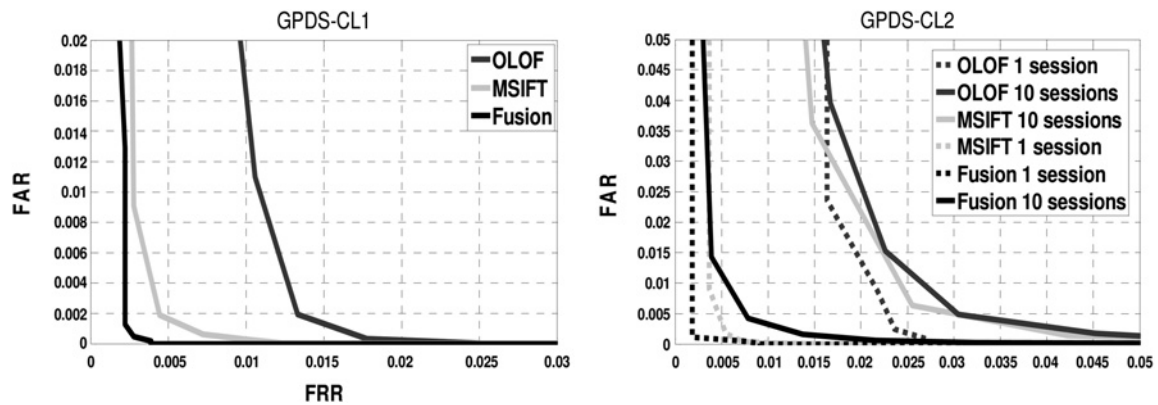 GPDS-CL1
0.02
0.018
0.016
0.014
0.012
0.01
0.008
0.006
0.004
0.002
0
FAR
0
0.005
0.01
0.015
0.02
0.025
0.03
FRR
OLOF
MSIFT
Fusion
GPDS-CL2
0.05
0.045
0.04
0.035
0.03
0.025
0.02
0.015
0.01
0.005
0
FAR
0
0.005
0.01
0.015
0.02
0.025
0.03
0.035
0.04
0.045
0.05
OLOF 1 session
OLOF 10 sessions
MSIFT 10 sessions
MSIFT 1 session
Fusion 1 session
Fusion 10 sessions